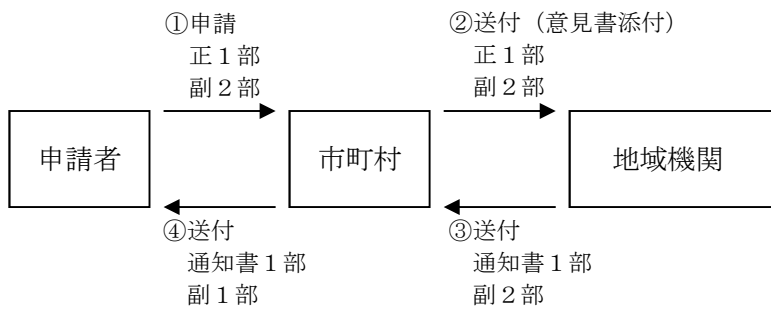 ①申請
正１部
副２部
②送付（意見書添付）
正１部
副２部
申請者
市町村
地域機関
④送付
通知書１部
副１部
③送付
通知書１部
副２部